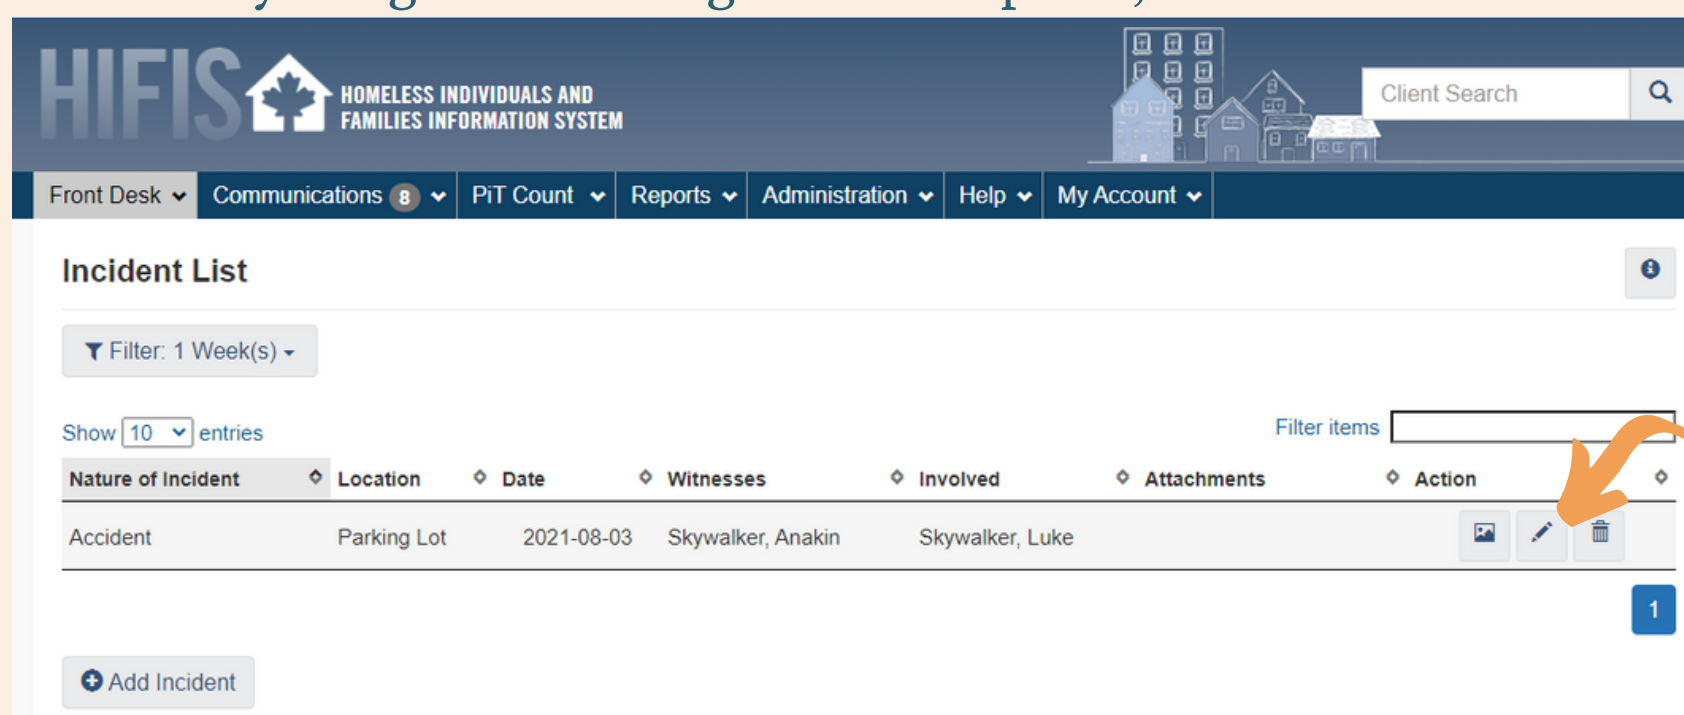 HIFIS HOMELESS INDIVIDUALS AND
FAMILIES INFORMATION SYSTEM
Client Search
Front Desk Communications 8 PiT Count Reports Administration Help My Account
Incident List
Filter: 1 Week(s)
Show 10 entries Filter items
Nature of Incident Location Date Witnesses Involved Attachments Action
Accident Parking Lot 2021-08-03 Skywalker, Anakin Skywalker, Luke
1
Add Incident